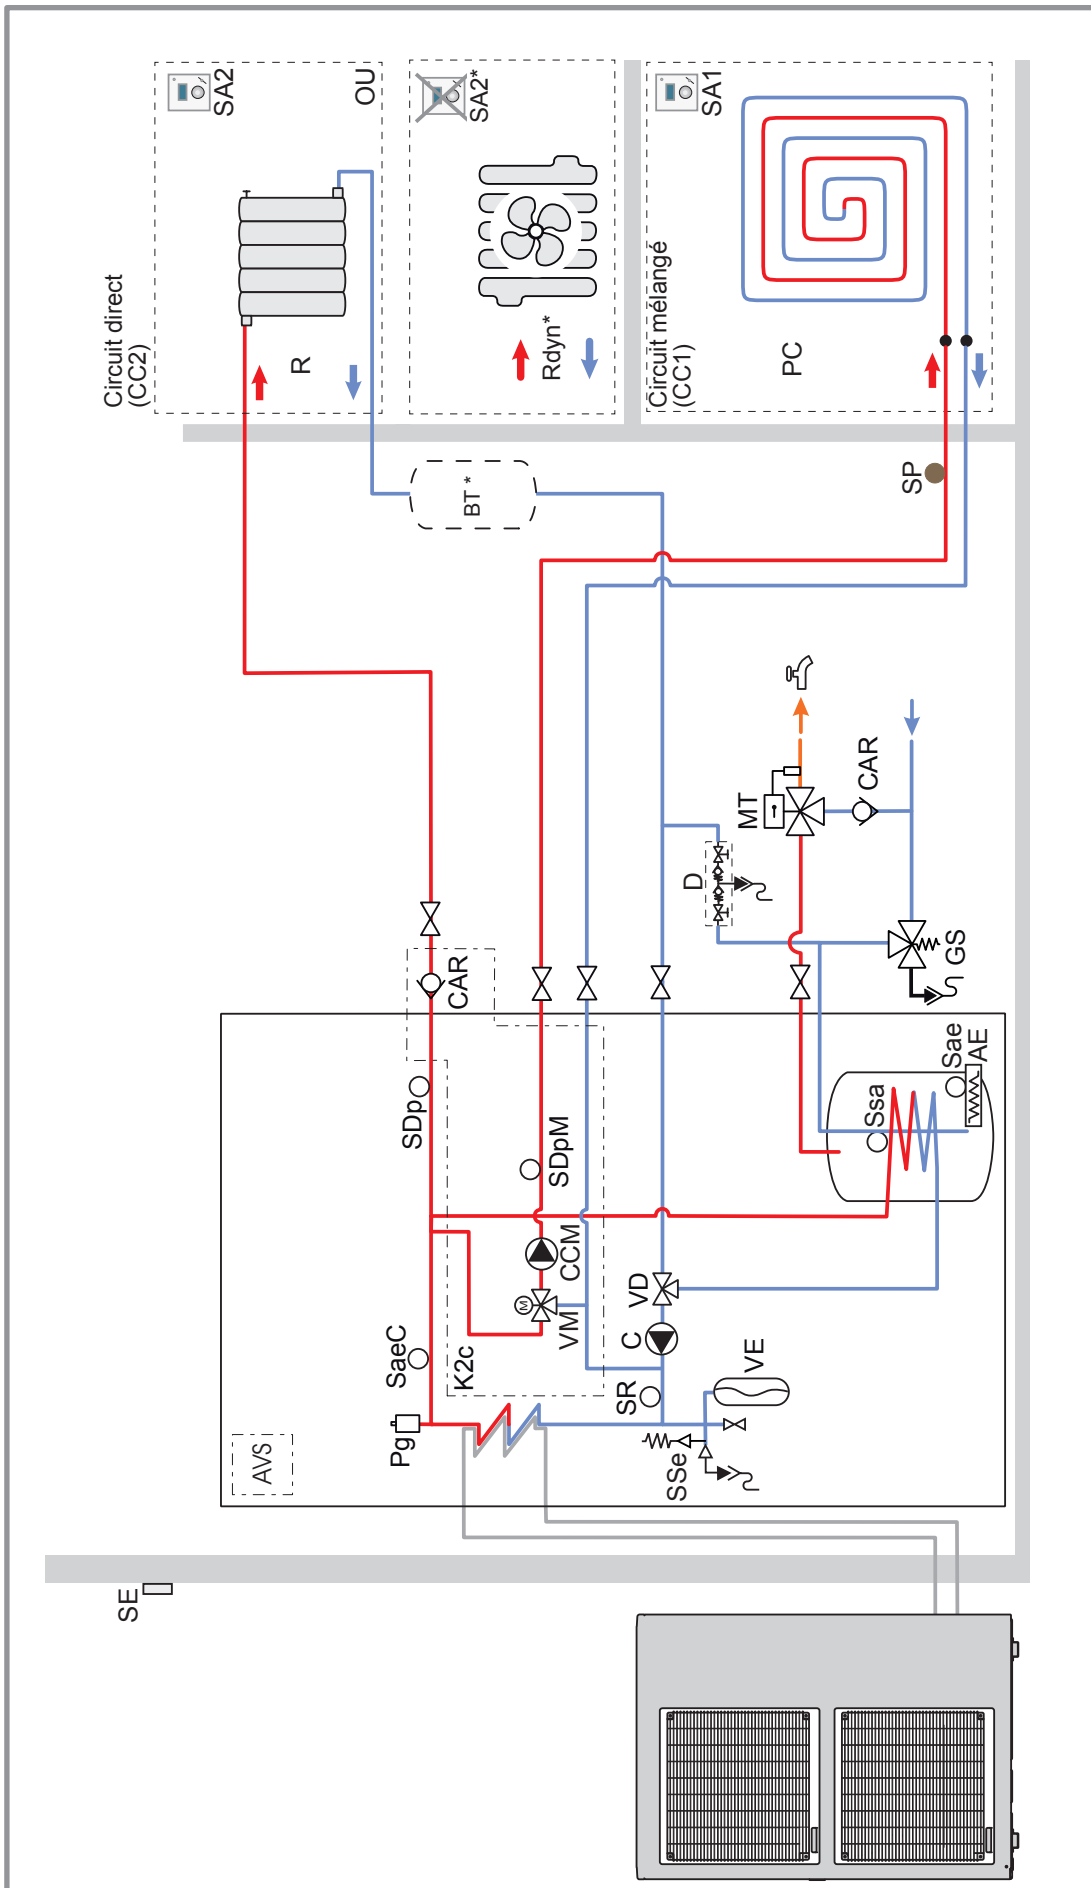 SE
AVS
Pg
SaeC
K2c
SDp
CAR
VM
M
CCM
SDpM
SSe
SR
VE
C
VD
Ssa
Sae
AE
GS
D
MT
CAR
BT *
SP
Circuit direct
(CC2)
R
SA2
OU
Rdyn*
SA2*
Circuit mélangé
(CC1)
PC
SA1